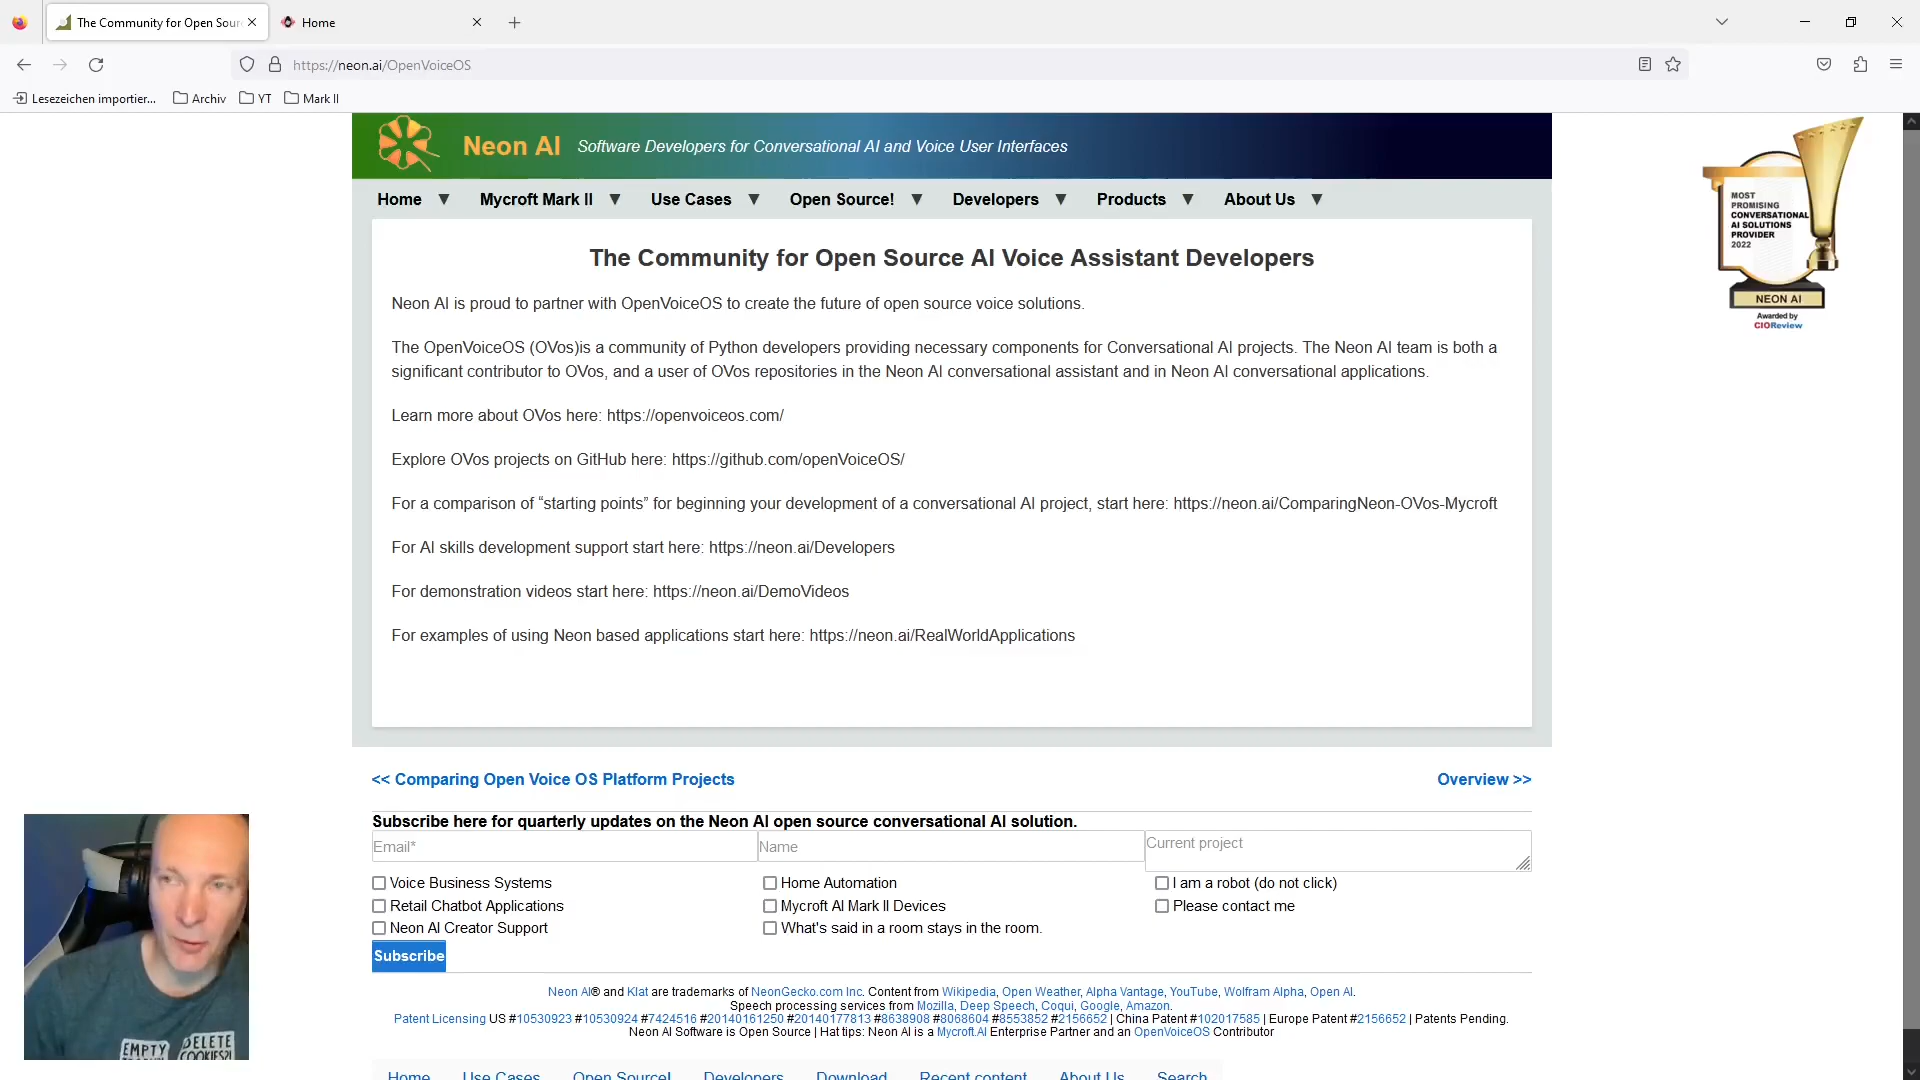 The Community for Open Sour
Home
https://neon.ai/OpenVoiceOS
Lesezeichen importier...
Archiv
YT
Mark II
Neon AI
Software Developers for Conversational AI and Voice User Interfaces
Home ▼ Mycroft Mark II ▼ Use Cases ▼ Open Source! ▼ Developers ▼ Products ▼ About Us ▼
MOST
PROMISING
CONVERSATIONAL
AI SOLUTIONS
PROVIDER
2022
NEON AI
Awarded by
CIOReview
The Community for Open Source AI Voice Assistant Developers
Neon AI is proud to partner with OpenVoiceOS to create the future of open source voice solutions.
The OpenVoiceOS (OVos)is a community of Python developers providing necessary components for Conversational AI projects. The Neon AI team is both a
significant contributor to OVos, and a user of OVos repositories in the Neon AI conversational assistant and in Neon AI conversational applications.
Learn more about OVos here: https://openvoiceos.com/
Explore OVos projects on GitHub here: https://github.com/openVoiceOS/
For a comparison of “starting points” for beginning your development of a conversational AI project, start here: https://neon.ai/ComparingNeon-OVos-Mycroft
For AI skills development support start here: https://neon.ai/Developers
For demonstration videos start here: https://neon.ai/DemoVideos
For examples of using Neon based applications start here: https://neon.ai/RealWorldApplications
<< Comparing Open Voice OS Platform Projects
Overview >>
Subscribe here for quarterly updates on the Neon AI open source conversational AI solution.
Email* Name Current project
Voice Business Systems Home Automation I am a robot (do not click)
Retail Chatbot Applications Mycroft AI Mark II Devices Please contact me
Neon AI Creator Support What's said in a room stays in the room.
Subscribe
Neon AI® and Klat are trademarks of NeonGecko.com Inc. Content from Wikipedia, Open Weather, Alpha Vantage, YouTube, Wolfram Alpha, Open AI.
Speech processing services from Mozilla, Deep Speech, Coqui, Google, Amazon.
Patent Licensing US #10530923 #10530924 #7424516 #20140161250 #20140177813 #8638908 #8068604 #8553852 #2156652 | China Patent #102017585 | Europe Patent #2156652 | Patents Pending.
Neon AI Software is Open Source | Hat tips: Neon AI is a Mycroft.AI Enterprise Partner and an OpenVoiceOS Contributor
Home Use Cases Open Source! Developers Download Recent content About Us Search
EMPTY
DELETE
COOKIES?!